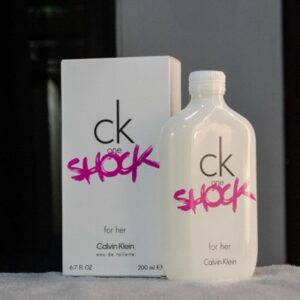 ck
one
SHOCK
for her
Calvin Klein
eau de toilette
6.7 FL OZ 200 ml e
ck
one
SHOCK
for her
Calvin Klein